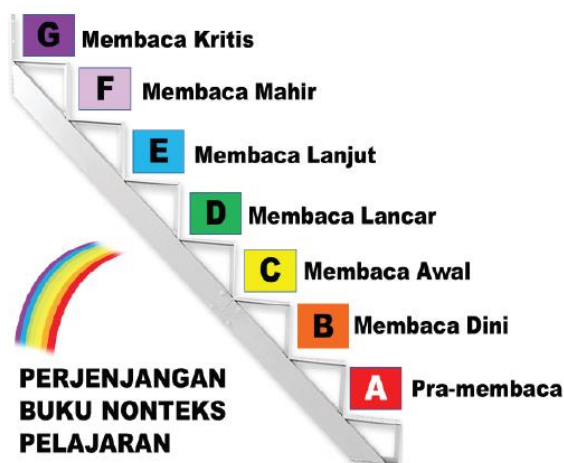 G Membaca Kritis
F Membaca Mahir
E Membaca Lanjut
D Membaca Lancar
C Membaca Awal
B Membaca Dini
A Pra-membaca
PERJENJANGAN
BUKU NONTEKS
PELAJARAN